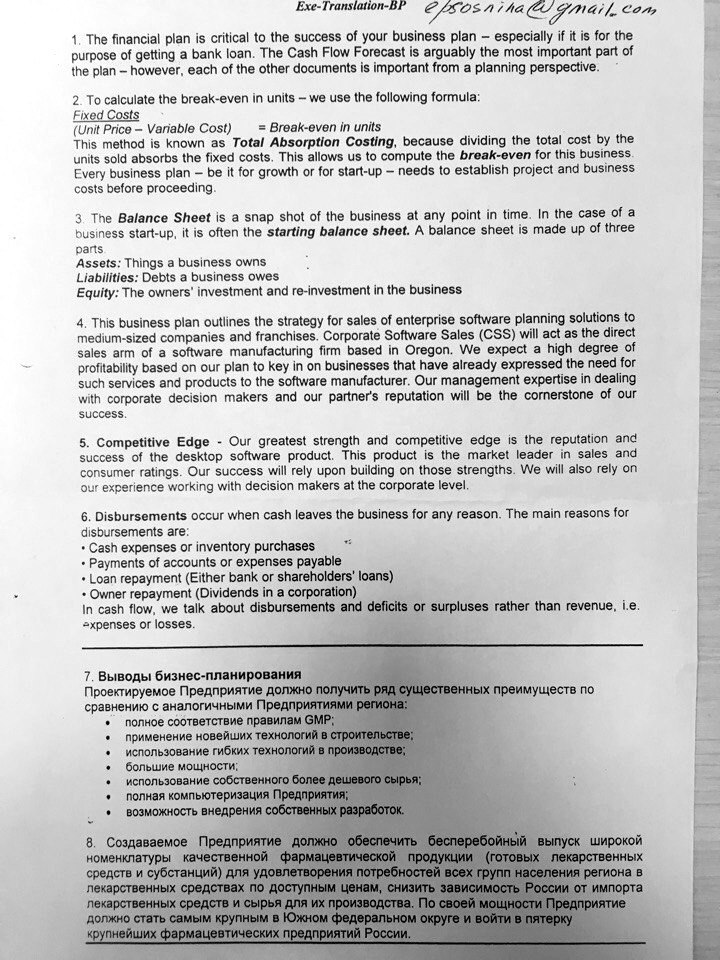 Exe-Translation-BP epsosnina@gmail.com
1. The financial plan is critical to the success of your business plan – especially if it is for the
purpose of getting a bank loan. The Cash Flow Forecast is arguably the most important part of
the plan – however, each of the other documents is important from a planning perspective.
2. To calculate the break-even in units – we use the following formula:
Fixed Costs
(Unit Price – Variable Cost) = Break-even in units
This method is known as Total Absorption Costing, because dividing the total cost by the
units sold absorbs the fixed costs. This allows us to compute the break-even for this business.
Every business plan – be it for growth or for start-up – needs to establish project and business
costs before proceeding.
3. The Balance Sheet is a snap shot of the business at any point in time. In the case of a
business start-up, it is often the starting balance sheet. A balance sheet is made up of three
parts.
Assets: Things a business owns
Liabilities: Debts a business owes
Equity: The owners' investment and re-investment in the business
4. This business plan outlines the strategy for sales of enterprise software planning solutions to
medium-sized companies and franchises. Corporate Software Sales (CSS) will act as the direct
sales arm of a software manufacturing firm based in Oregon. We expect a high degree of
profitability based on our plan to key in on businesses that have already expressed the need for
such services and products to the software manufacturer. Our management expertise in dealing
with corporate decision makers and our partner's reputation will be the cornerstone of our
success.
5. Competitive Edge - Our greatest strength and competitive edge is the reputation and
success of the desktop software product. This product is the market leader in sales and
consumer ratings. Our success will rely upon building on those strengths. We will also rely on
our experience working with decision makers at the corporate level.
6. Disbursements occur when cash leaves the business for any reason. The main reasons for
disbursements are:
• Cash expenses or inventory purchases
• Payments of accounts or expenses payable
• Loan repayment (Either bank or shareholders' loans)
• Owner repayment (Dividends in a corporation)
In cash flow, we talk about disbursements and deficits or surpluses rather than revenue, i.e.
expenses or losses.
7. Выводы бизнес-планирования
Проектируемое Предприятие должно получить ряд существенных преимуществ по
сравнению с аналогичными Предприятиями региона:
• полное соответствие правилам GMP;
• применение новейших технологий в строительстве;
• использование гибких технологий в производстве;
• большие мощности;
• использование собственного более дешевого сырья;
• полная компьютеризация Предприятия;
• возможность внедрения собственных разработок.
8. Создаваемое Предприятие должно обеспечить бесперебойный выпуск широкой
номенклатуры качественной фармацевтической продукции (готовых лекарственных
средств и субстанций) для удовлетворения потребностей всех групп населения региона в
лекарственных средствах по доступным ценам, снизить зависимость России от импорта
лекарственных средств и сырья для их производства. По своей мощности Предприятие
должно стать самым крупным в Южном федеральном округе и войти в пятерку
крупнейших фармацевтических предприятий России.